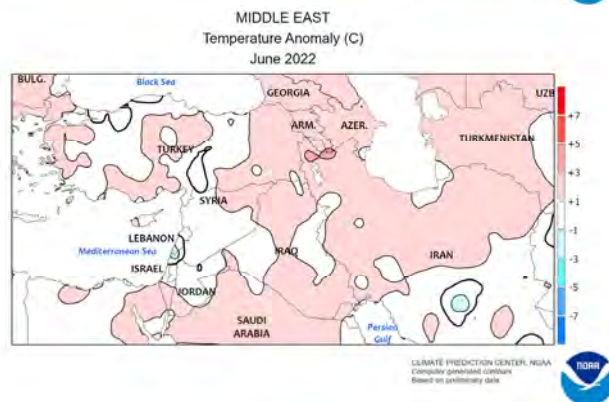 MIDDLE EAST
Temperature Anomaly (C)
June 2022
BULG.
Black Sea
GEORGIA
UZB
ARM.
AZER.
TURKMENISTAN
TURKEY
SYRIA
LEBANON
Mediterranean Sea
IRAQ
IRAN
ISRAEL
JORDAN
SAUDI
ARABIA
Persian
Gulf
+7
+5
+3
+1
-1
-3
-5
-7
CLIMATE PREDICTION CENTER, NOAA
Computer generated contours
Based on preliminary data
NOAA